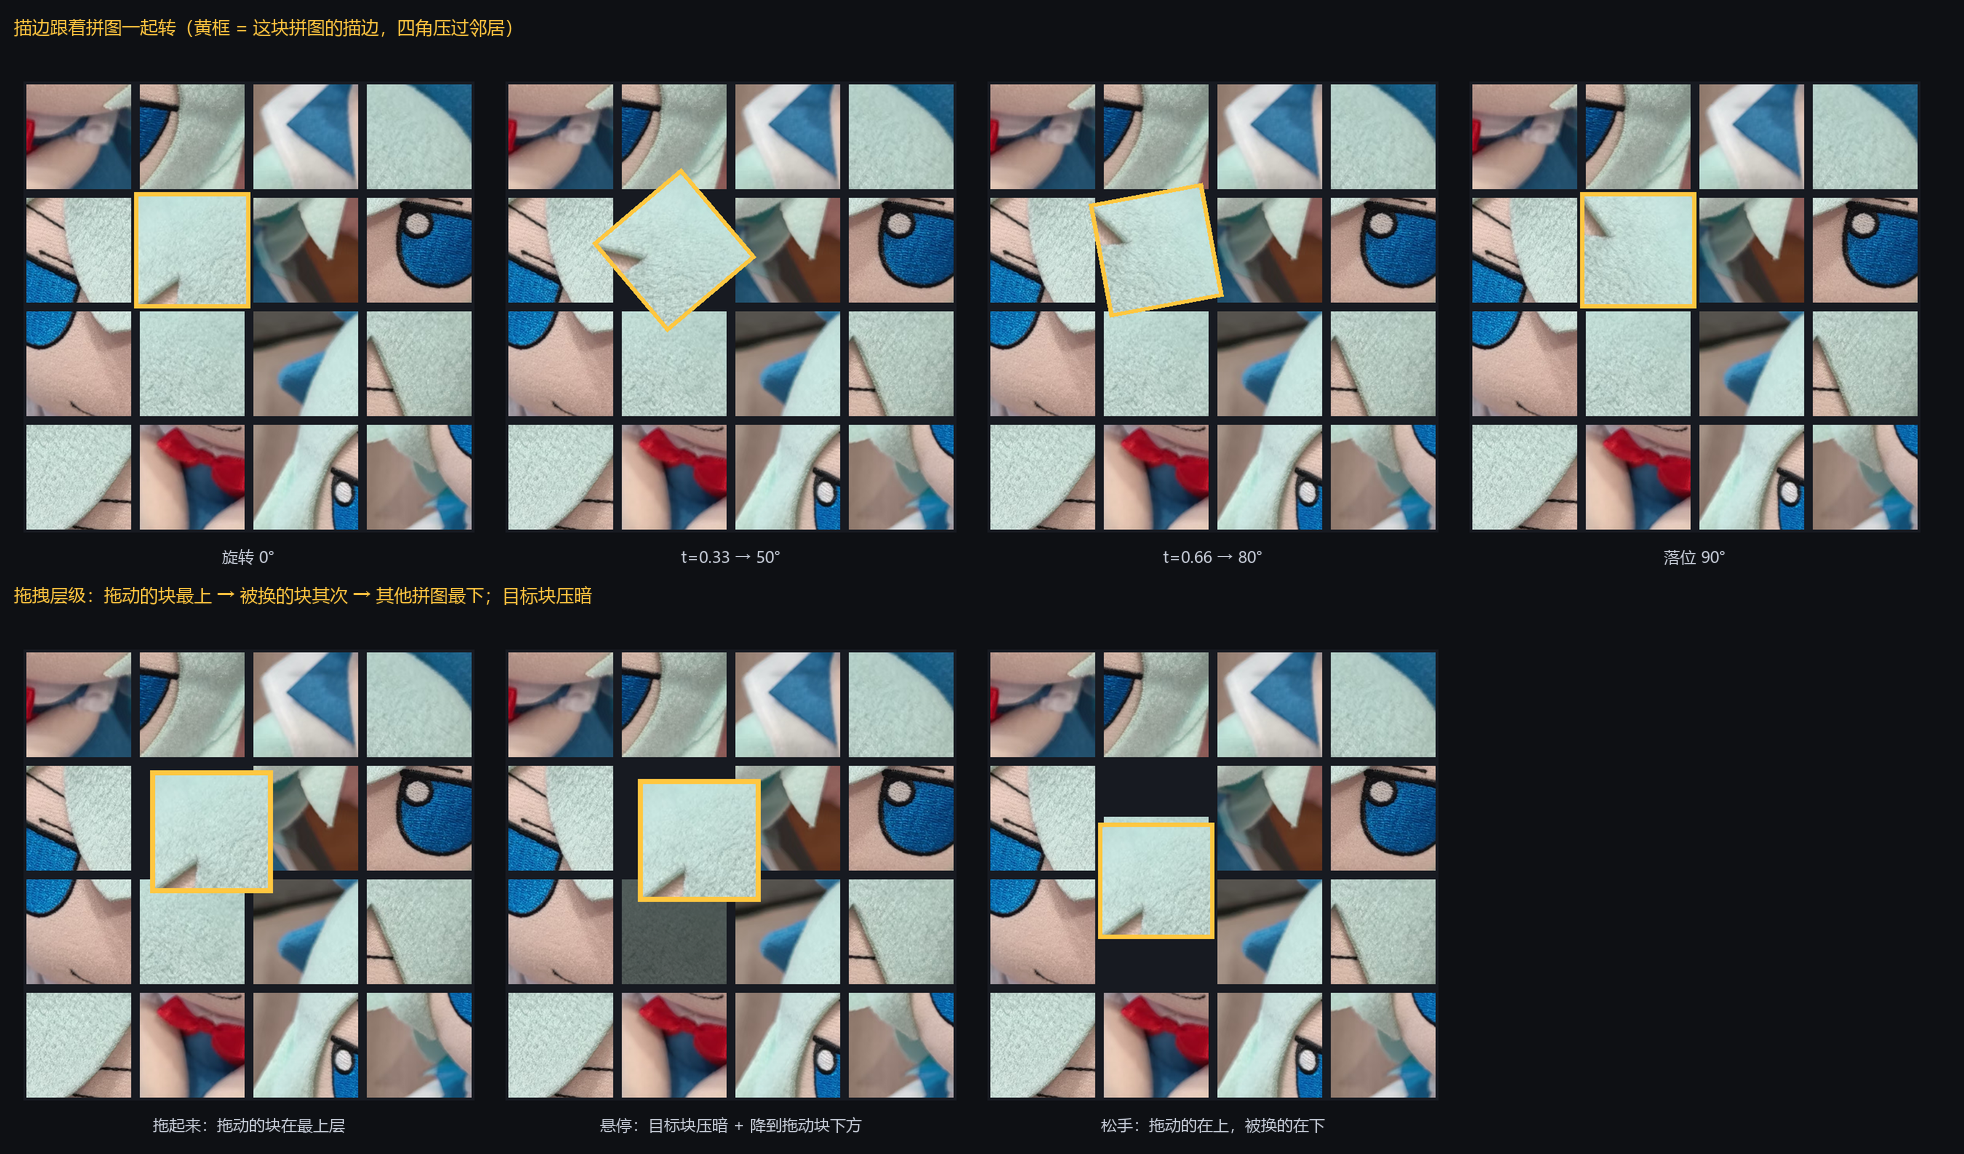 描边跟着拼图一起转（黄框 = 这块拼图的描边，四角压过邻居）
旋转 0°
t=0.33 → 50°
t=0.66 → 80°
落位 90°
拖拽层级：拖动的块最上 → 被换的块其次 → 其他拼图最下；目标块压暗
拖起来：拖动的块在最上层
悬停：目标块压暗 + 降到拖动块下方
松手：拖动的在上，被换的在下